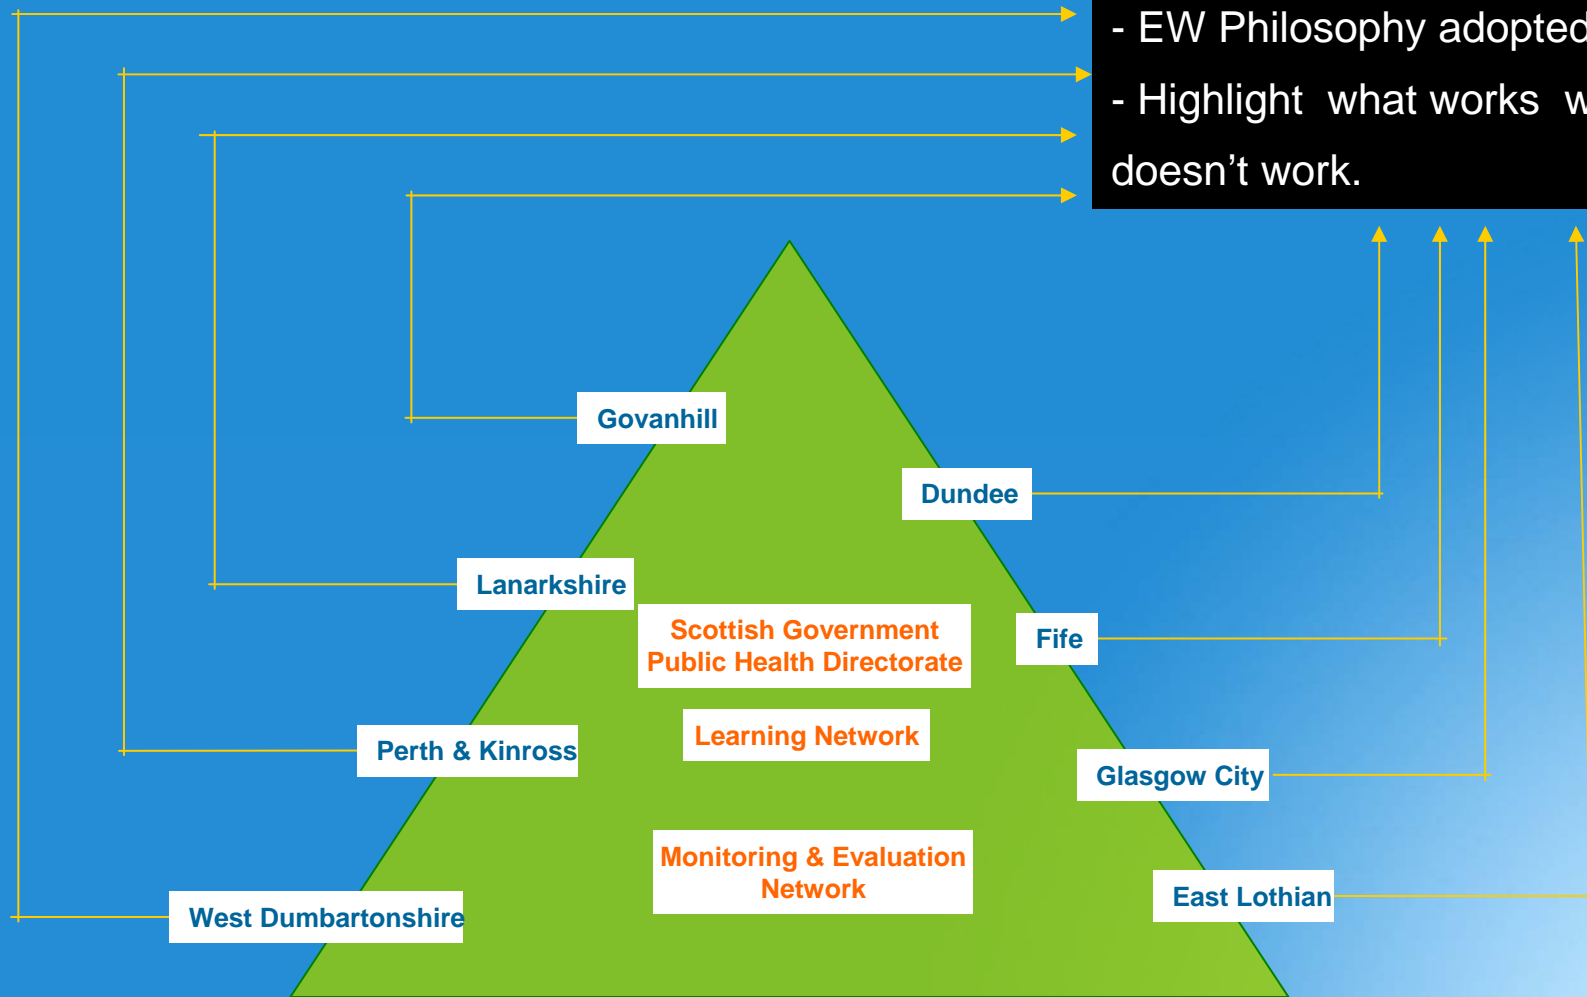 - EW Philosophy adopted
- Highlight what works w
doesn't work.
Govanhill
Dundee
Lanarkshire
Scottish Government
Public Health Directorate
Fife
Learning Network
Perth & Kinross
Glasgow City
Monitoring & Evaluation
Network
East Lothian
West Dumbartonshire